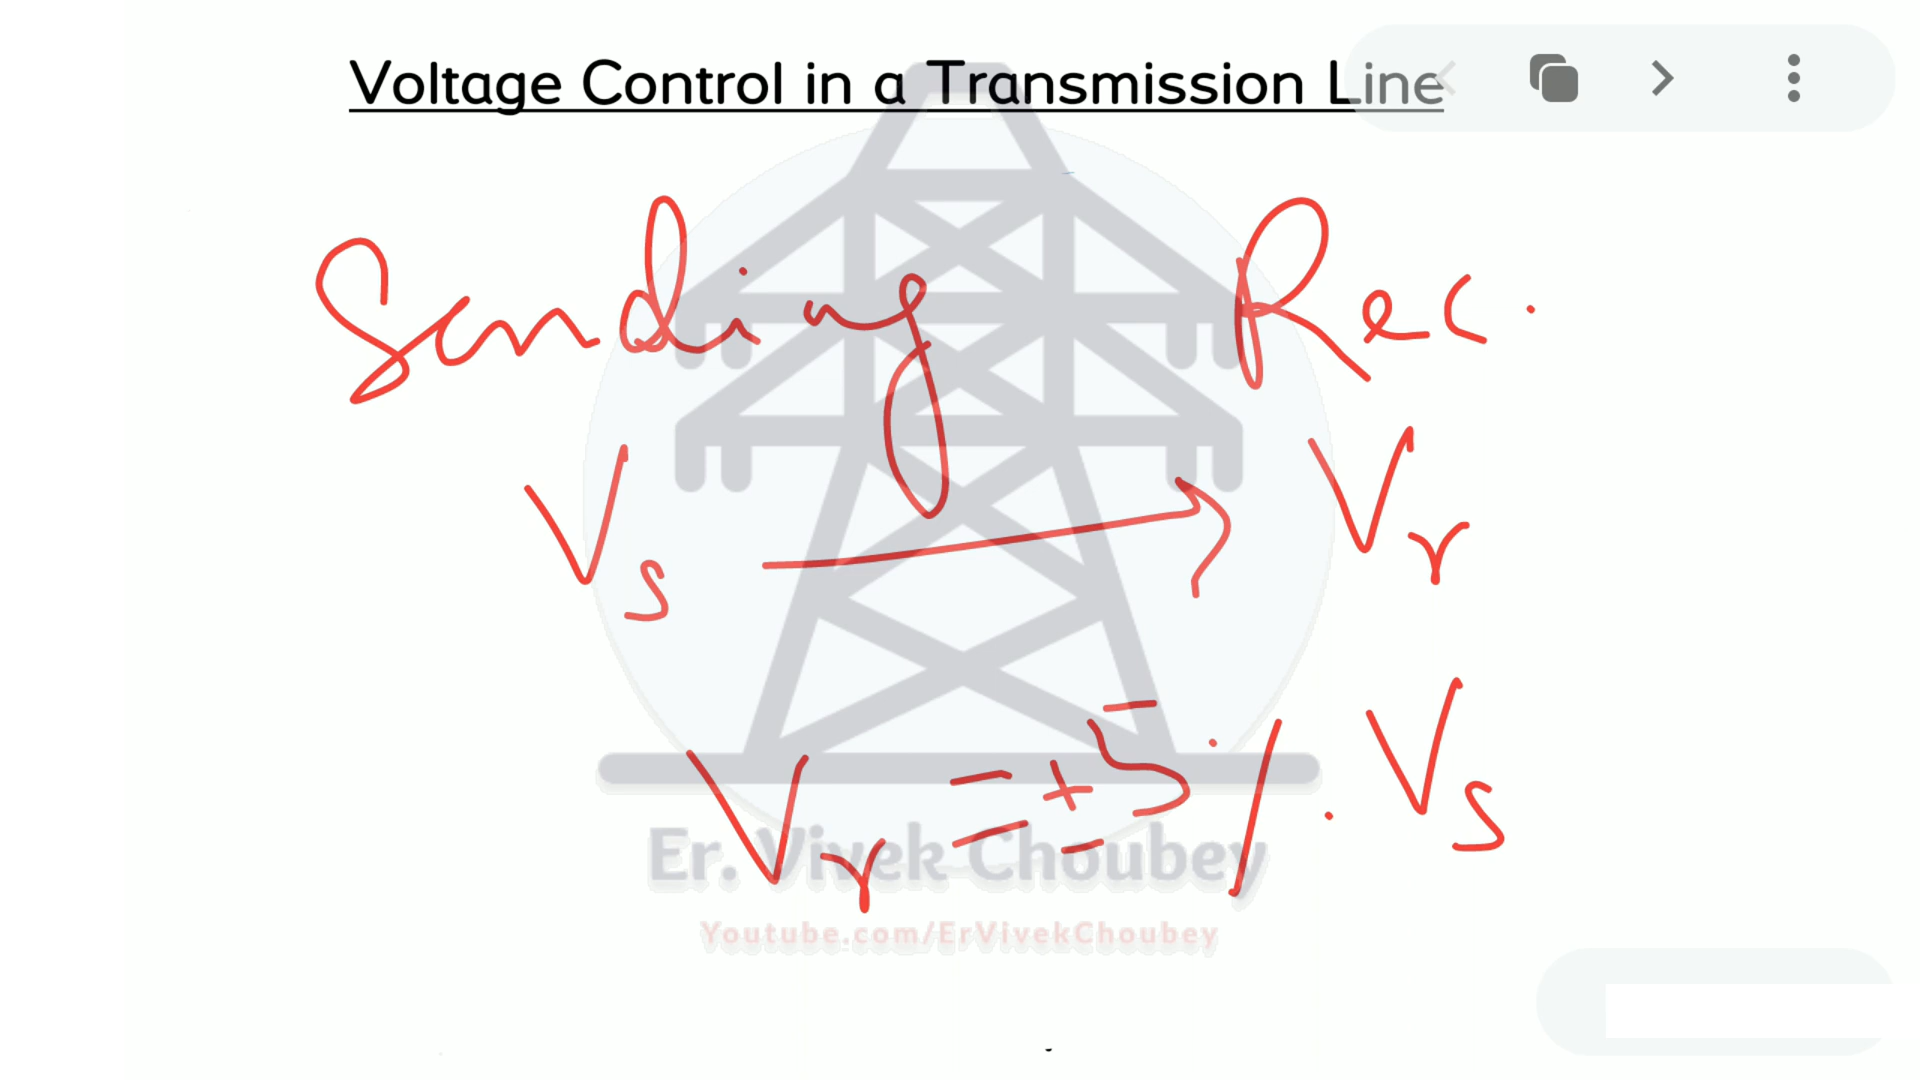 Voltage Control in a Transmission Line
Sending Rec.
Vs → Vr
Vr = ±5% Vs
Er. Vivek Choubey
Youtube.com/ErVivekChoubey